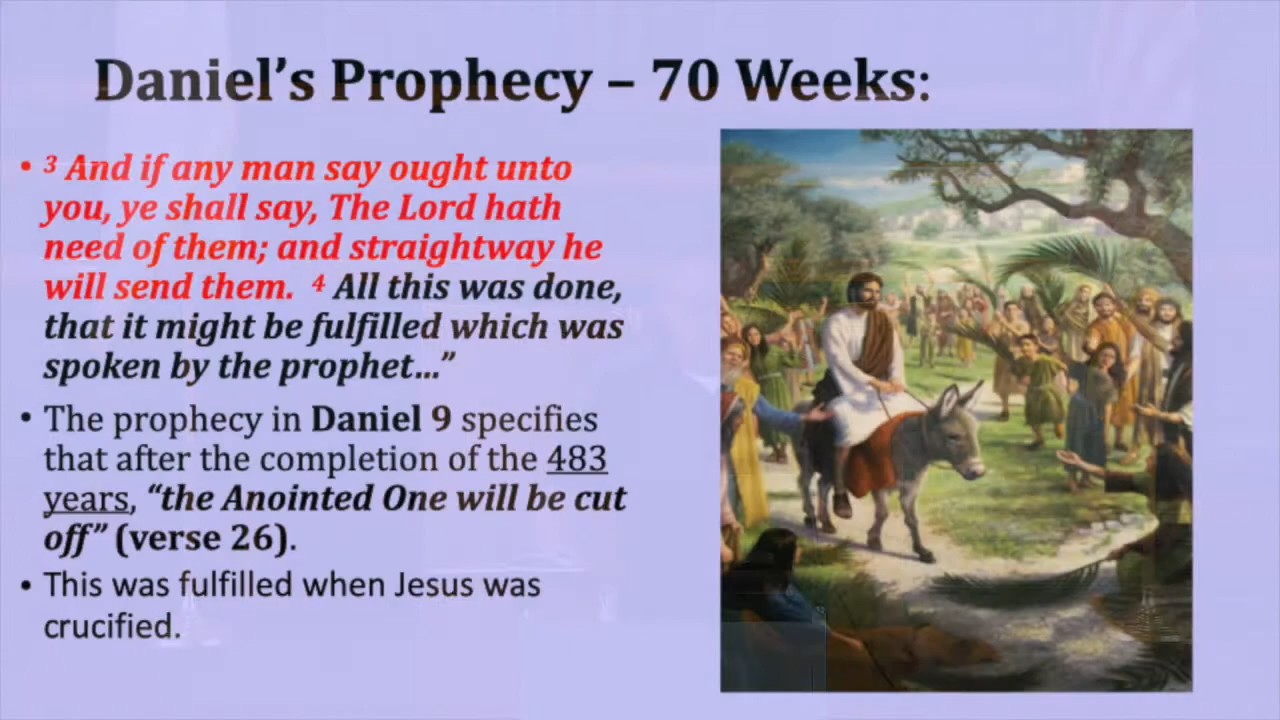 Daniel’s Prophecy – 70 Weeks:
• ³ And if any man say ought unto
you, ye shall say, The Lord hath
need of them; and straightway he
will send them. ⁴ All this was done,
that it might be fulfilled which was
spoken by the prophet…”
• The prophecy in Daniel 9 specifies
that after the completion of the 483
years, “the Anointed One will be cut
off” (verse 26).
• This was fulfilled when Jesus was
crucified.